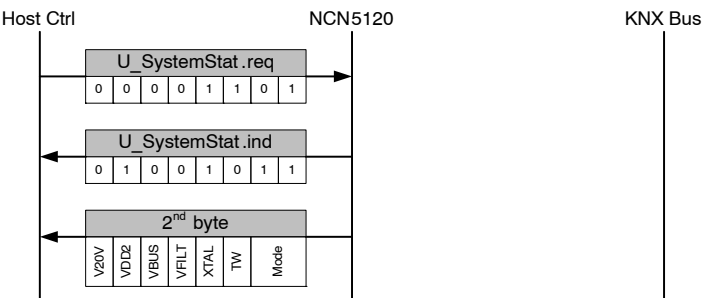 Host Ctrl NCN5120 KNX Bus
U_SystemStat.req
0 0 0 0 1 1 0 1
U_SystemStat.ind
0 1 0 0 1 0 1 1
2nd byte
V20V VDD2 VBUS VFILT XTAL TW Mode